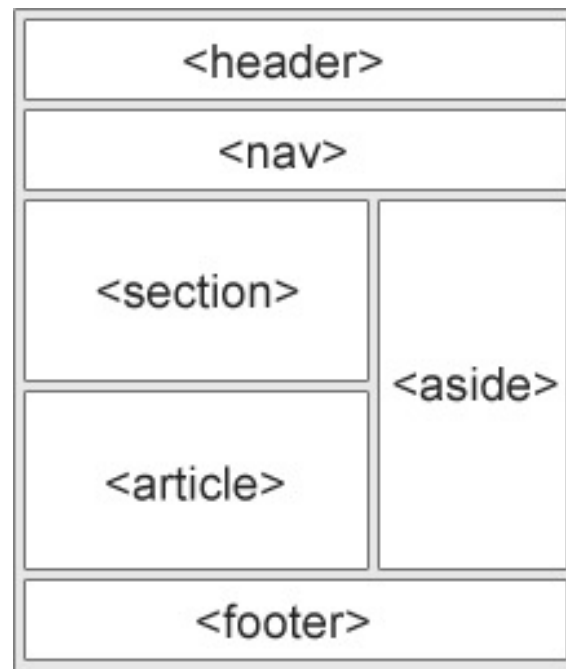 <header>
<nav>
<section>
<aside>
<article>
<footer>